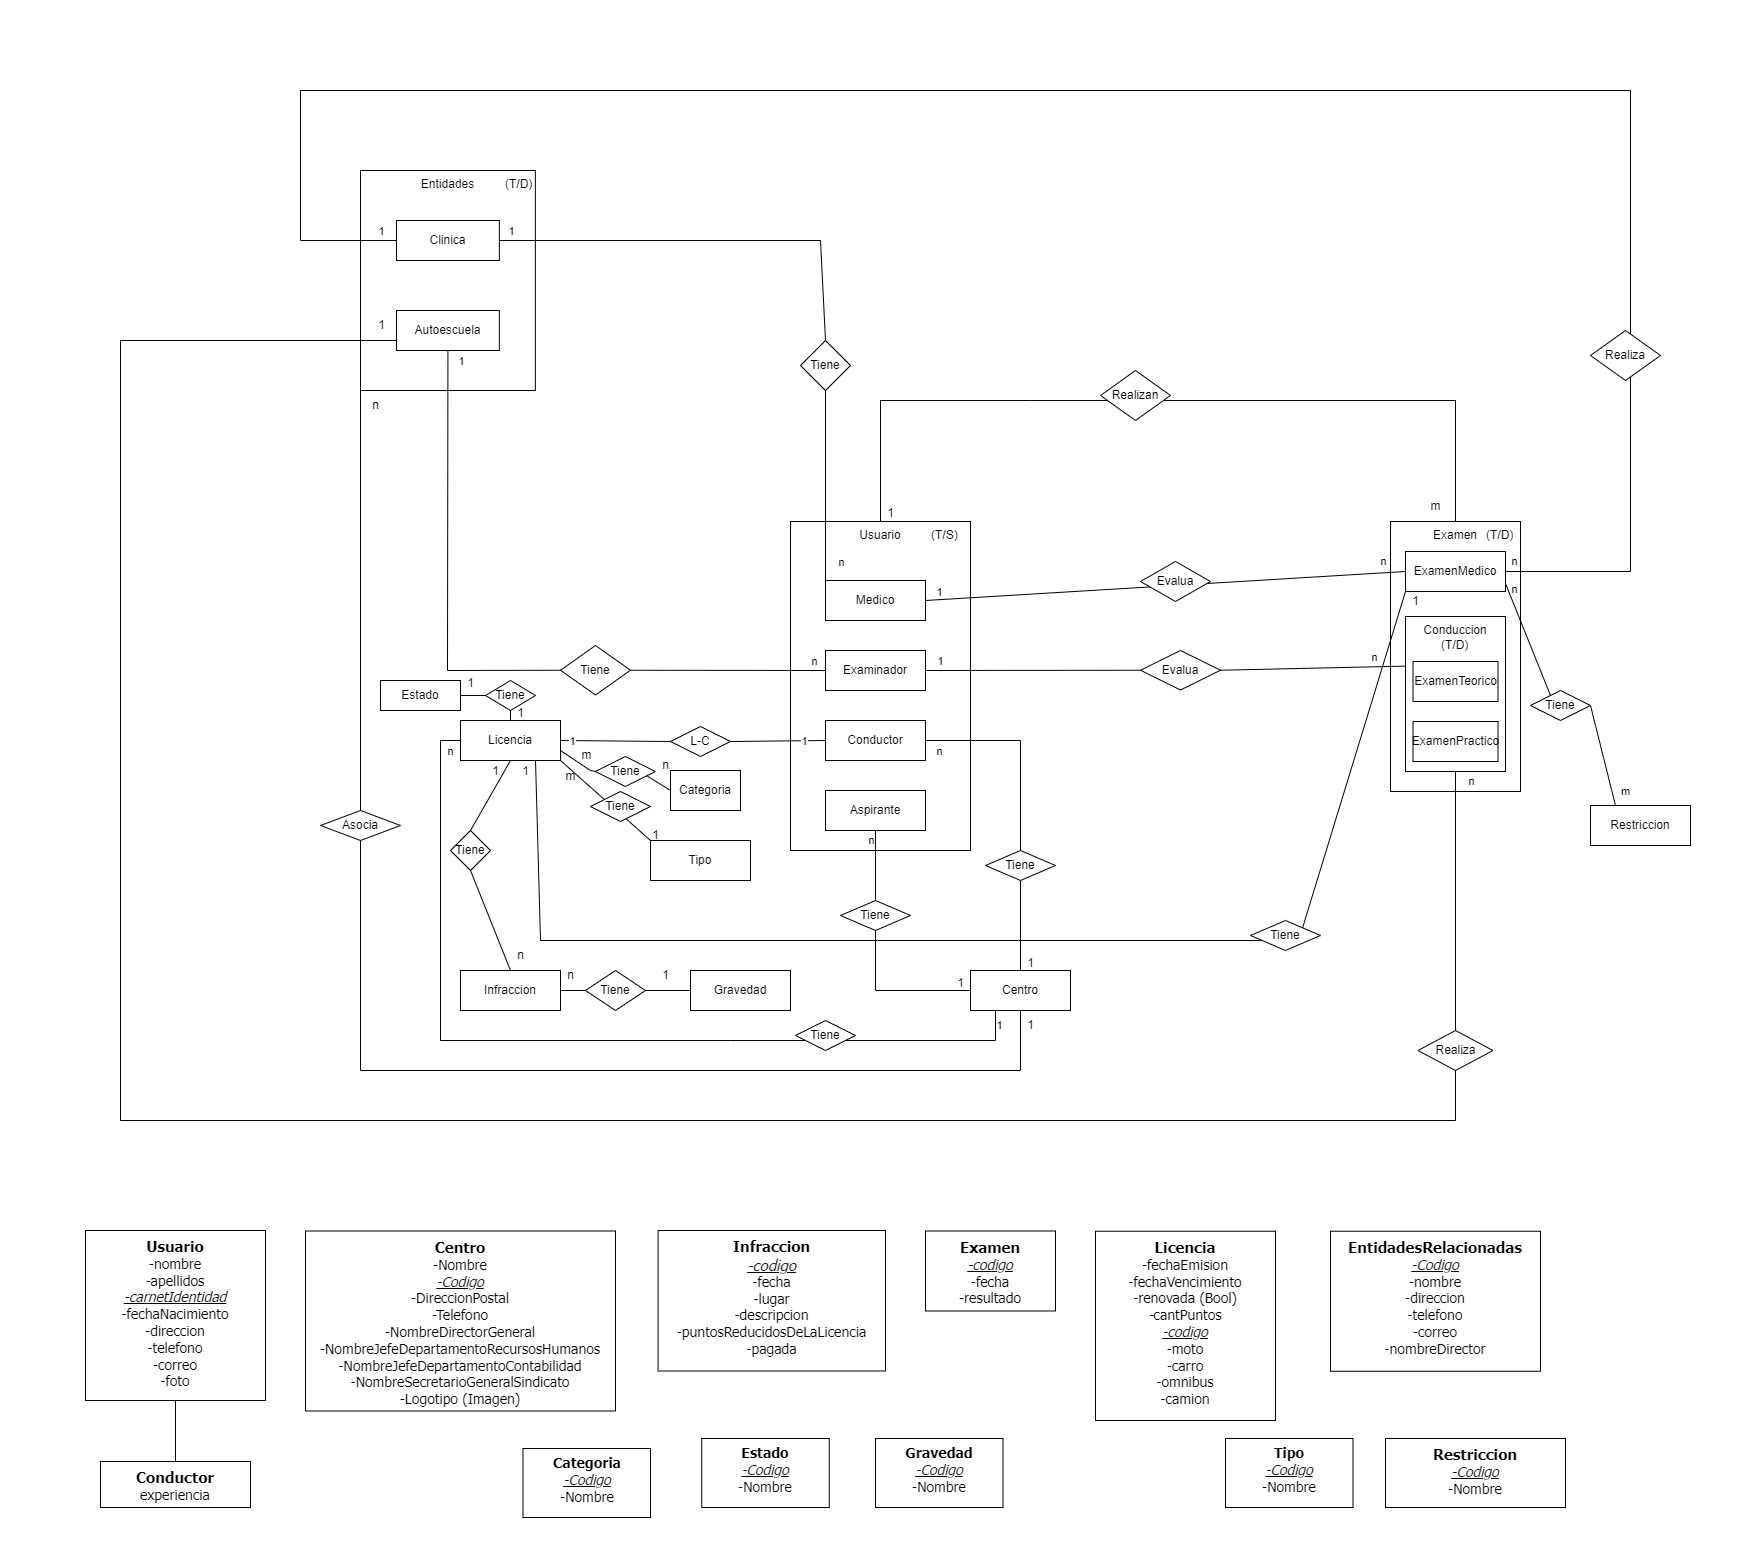 Entidades (T/D)
1 Clinica 1
1 Autoescuela
1
n
Tiene
Realiza
Realizan
1
m
Usuario (T/S)
n
Medico
1
Evalua
n
Examen (T/D)
ExamenMedico
n
n
1
Conduccion
(T/D)
ExamenTeorico
ExamenPractico
n
Tiene
n
Examinador
1
Evalua
n
Estado
1
Tiene
1
Licencia
n
1
L-C
1
Conductor
n
m
Tiene
n
Categoria
m
Tiene
1
Tipo
1
1
Aspirante
n
Tiene
m
Restriccion
Asocia
Tiene
Tiene
Tiene
Tiene
n
Infraccion
n
Tiene
1
Gravedad
1
1
Centro
1
1
Tiene
Realiza
Usuario
-nombre
-apellidos
-carnetIdentidad
-fechaNacimiento
-direccion
-telefono
-correo
-foto
Conductor
experiencia
Centro
-Nombre
-Codigo
-DireccionPostal
-Telefono
-NombreDirectorGeneral
-NombreJefeDepartamentoRecursosHumanos
-NombreJefeDepartamentoContabilidad
-NombreSecretarioGeneralSindicato
-Logotipo (Imagen)
Infraccion
-codigo
-fecha
-lugar
-descripcion
-puntosReducidosDeLaLicencia
-pagada
Examen
-codigo
-fecha
-resultado
Licencia
-fechaEmision
-fechaVencimiento
-renovada (Bool)
-cantPuntos
-codigo
-moto
-carro
-omnibus
-camion
EntidadesRelacionadas
-Codigo
-nombre
-direccion
-telefono
-correo
-nombreDirector
Categoria
-Codigo
-Nombre
Estado
-Codigo
-Nombre
Gravedad
-Codigo
-Nombre
Tipo
-Codigo
-Nombre
Restriccion
-Codigo
-Nombre